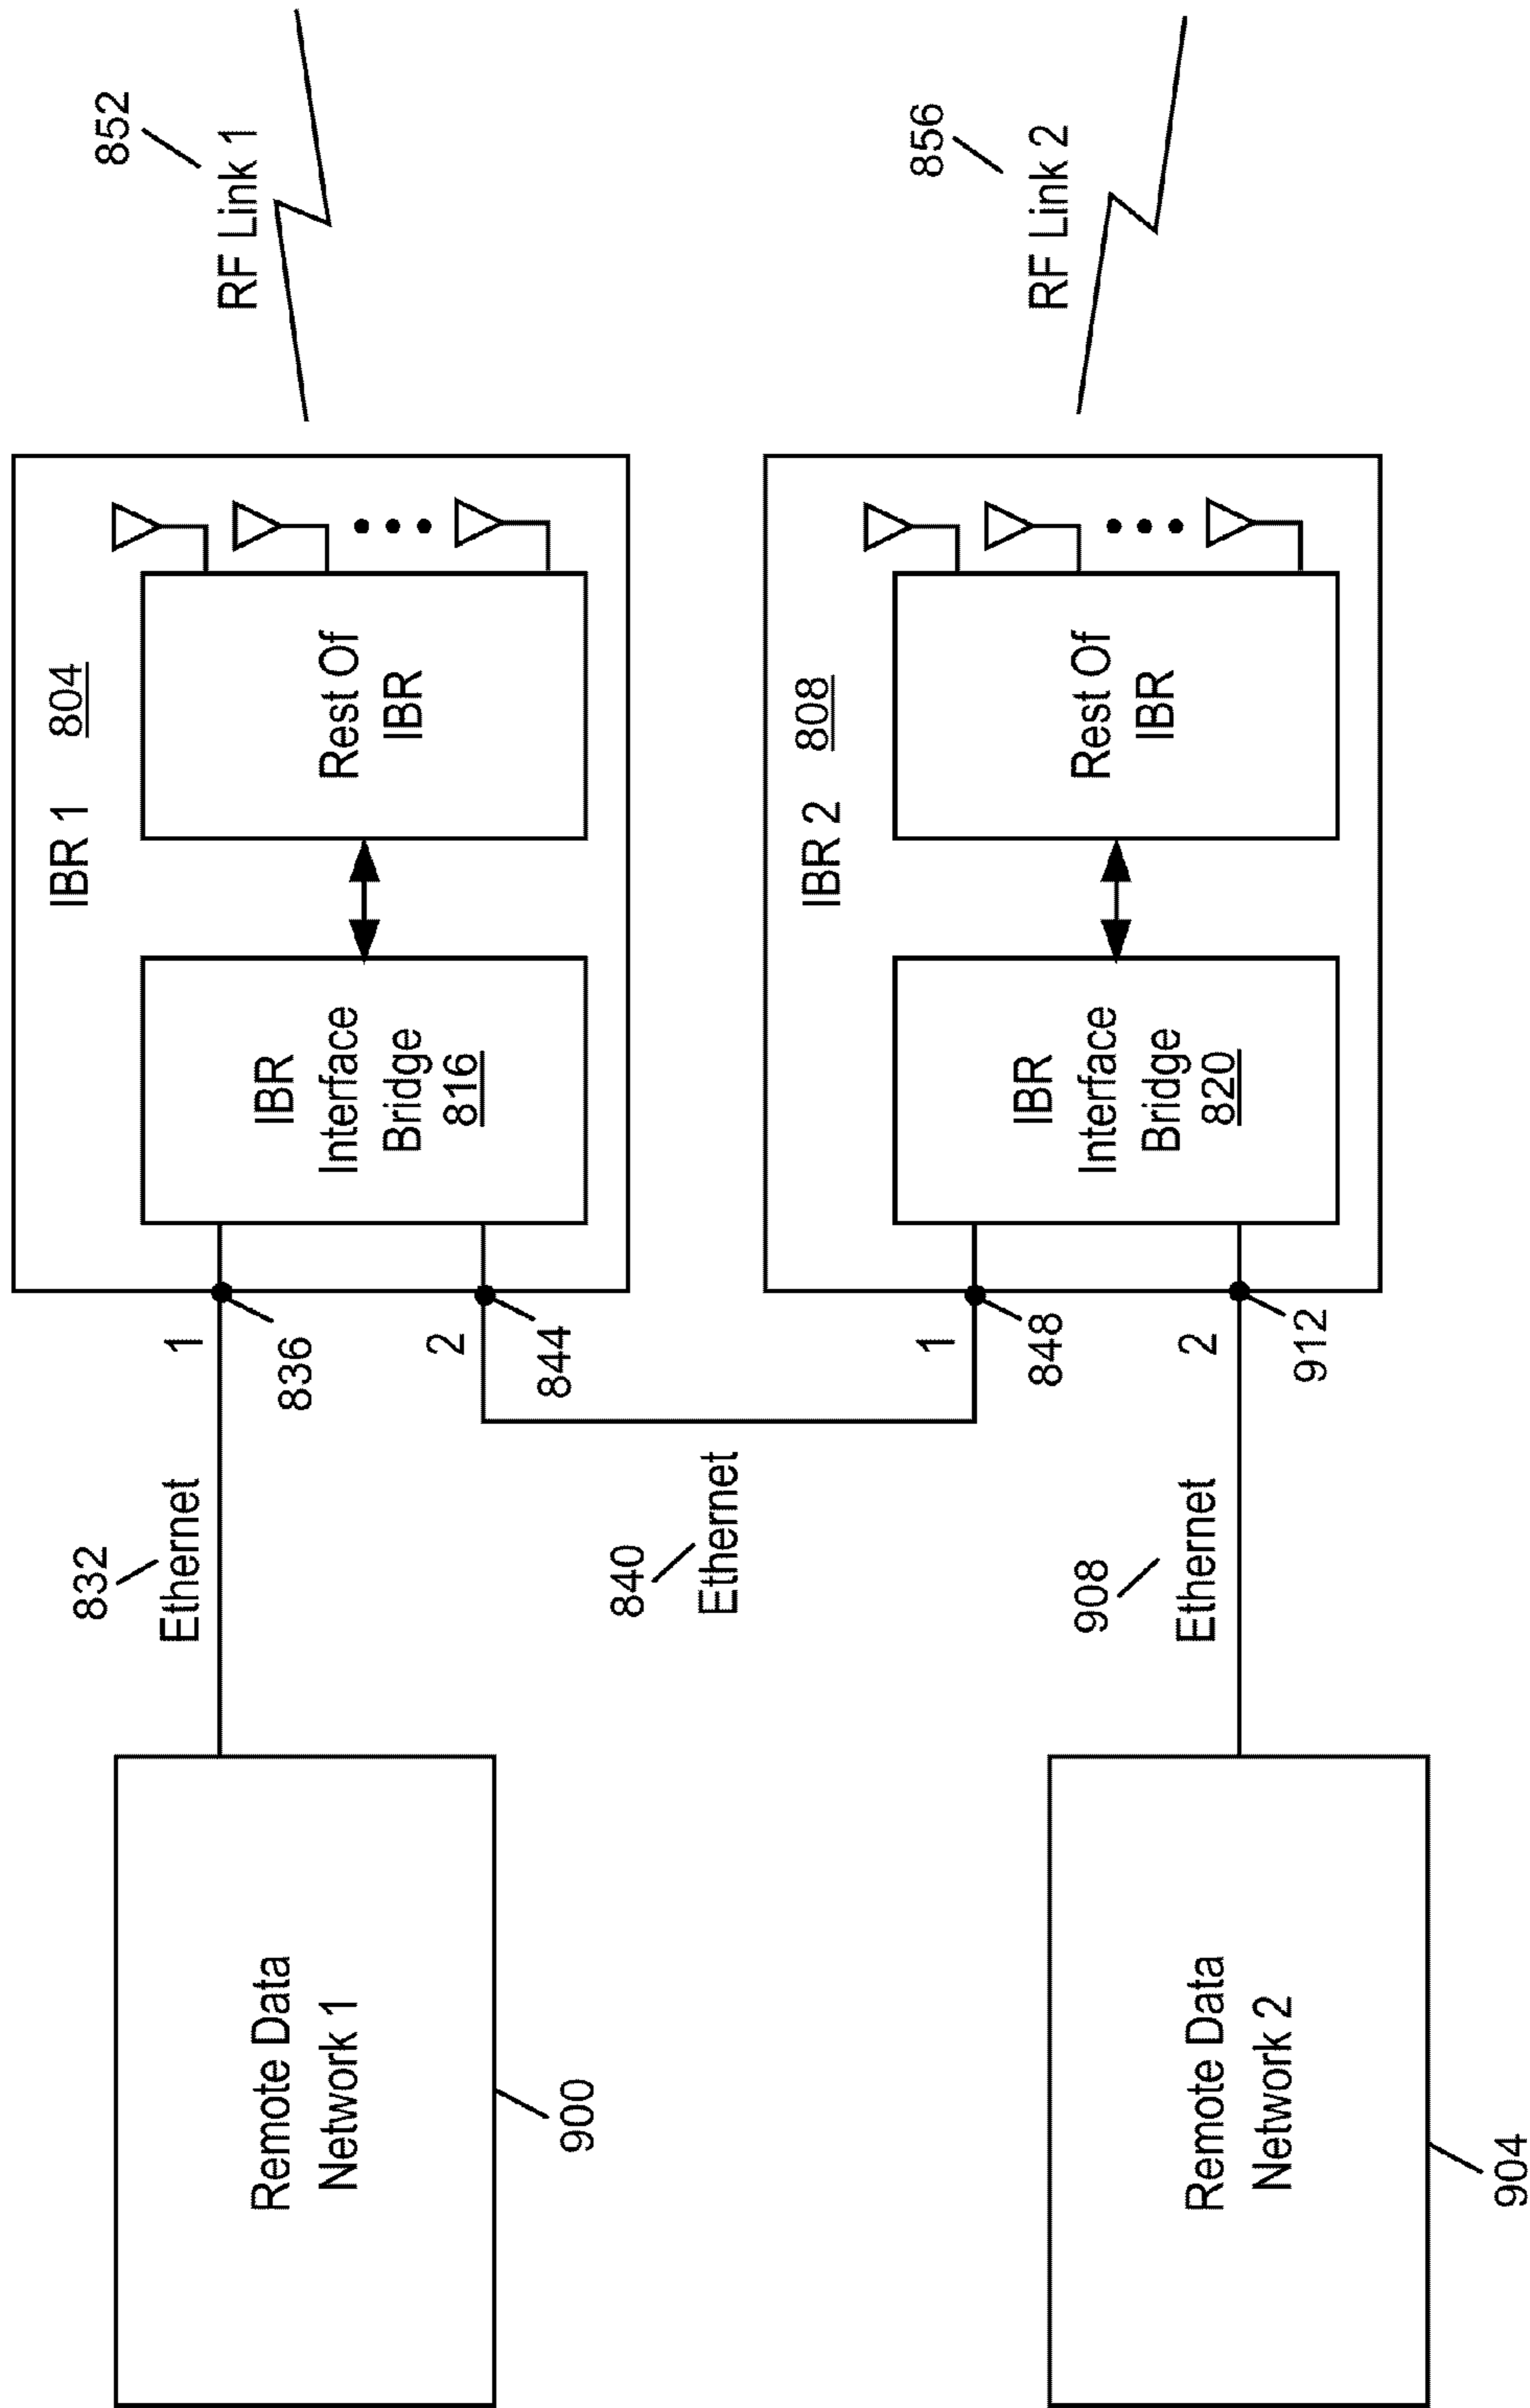 Remote Data
Network 1
900
832
Ethernet
1
836
2
844
IBR 1 804
IBR
Interface
Bridge
816
Rest Of
IBR
852
RF Link 1
840
Ethernet
Remote Data
Network 2
904
908
Ethernet
1
848
2
912
IBR 2 808
IBR
Interface
Bridge
820
Rest Of
IBR
856
RF Link 2